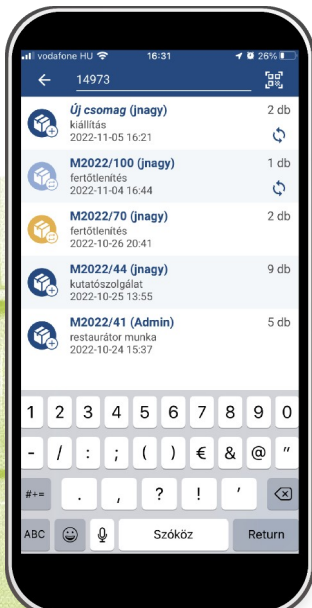 vodafone HU 16:31 26%
14973
Új csomag (jnagy) 2 db
kiállítás
2022-11-05 16:21
M2022/100 (jnagy) 1 db
fertőtlenítés
2022-11-04 16:44
M2022/70 (jnagy) 2 db
fertőtlenítés
2022-10-26 20:41
M2022/44 (jnagy) 9 db
kutatószolgálat
2022-10-25 13:55
M2022/41 (Admin) 5 db
restaurátor munka
2022-10-24 15:37
1 2 3 4 5 6 7 8 9 0
- / : ; ( ) € & @ "
#+= . , ? ! '
ABC Szóköz Return